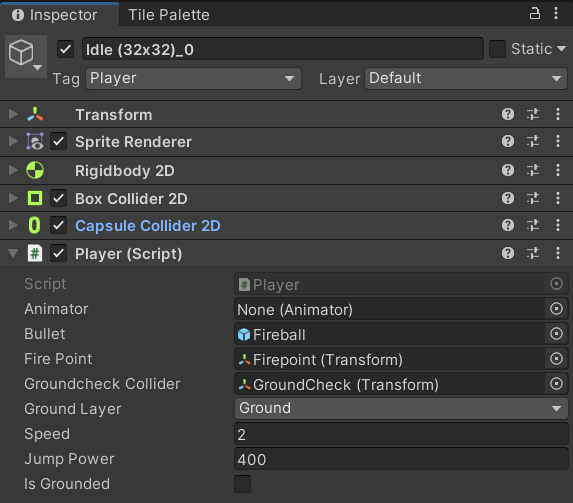 Inspector Tile Palette
Idle (32x32)_0 Static
Tag Player Layer Default
Transform
Sprite Renderer
Rigidbody 2D
Box Collider 2D
Capsule Collider 2D
# Player (Script)
Script # Player
Animator None (Animator)
Bullet Fireball
Fire Point Firepoint (Transform)
Groundcheck Collider GroundCheck (Transform)
Ground Layer Ground
Speed 2
Jump Power 400
Is Grounded